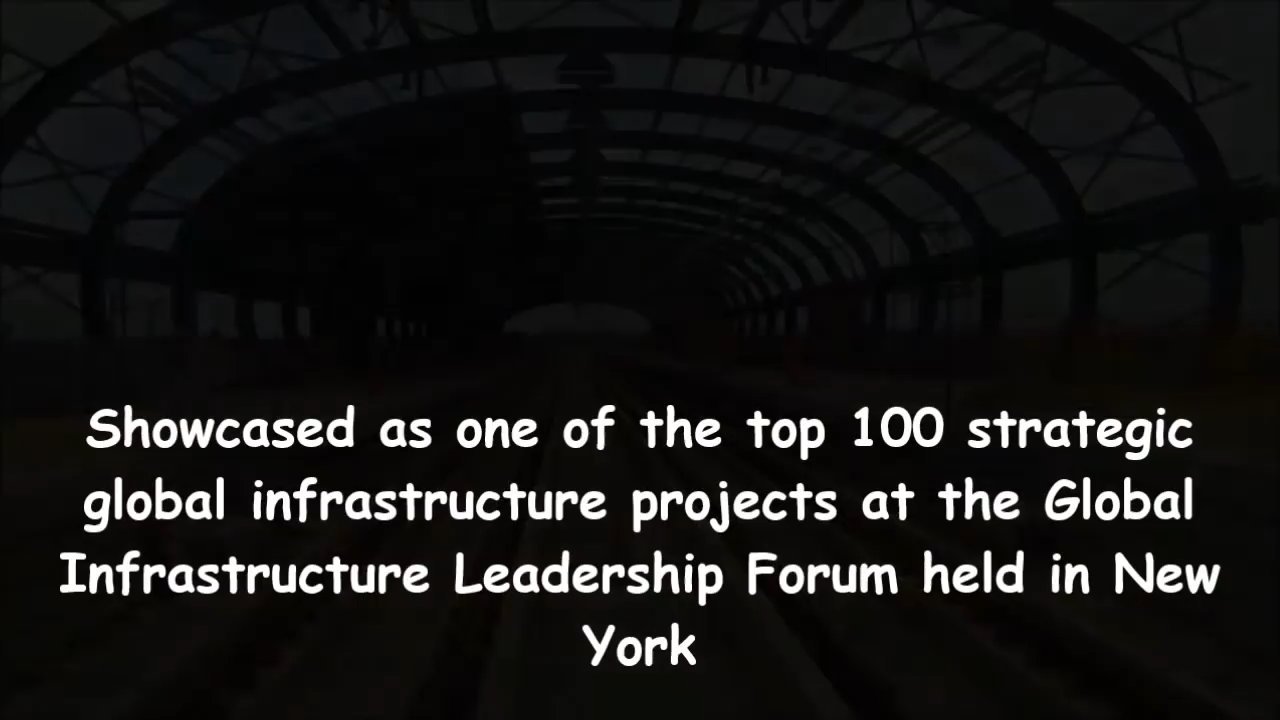 Showcased as one of the top 100 strategic
global infrastructure projects at the Global
Infrastructure Leadership Forum held in New
York